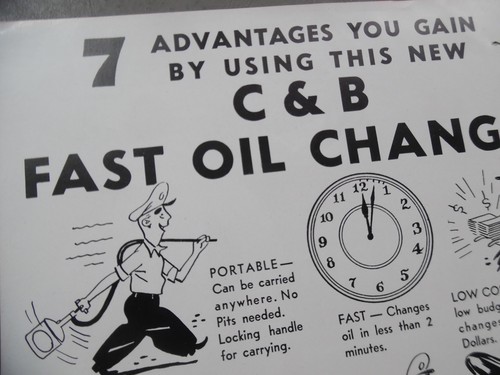 7 ADVANTAGES YOU GAIN
BY USING THIS NEW
C & B
FAST OIL CHANG
PORTABLE—
Can be carried
anywhere. No
Pits needed.
Locking handle
for carrying.
12
1
2
3
4
5
6
7
8
9
10
11
FAST — Changes
oil in less than 2
minutes.
$
$
LOW CO
low budg
change
Dollars.